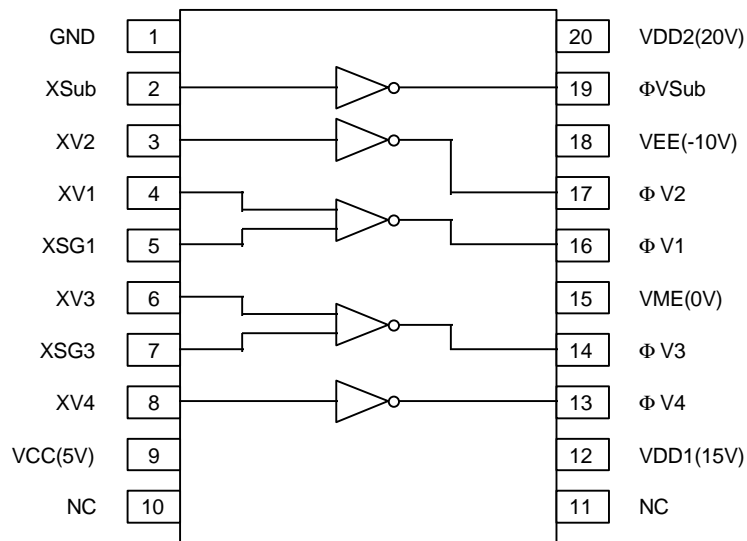 GND 1 20 VDD2(20V)
XSub 2 19 ΦVSub
XV2 3 18 VEE(-10V)
XV1 4 17 Φ V2
XSG1 5 16 Φ V1
XV3 6 15 VME(0V)
XSG3 7 14 Φ V3
XV4 8 13 Φ V4
VCC(5V) 9 12 VDD1(15V)
NC 10 11 NC